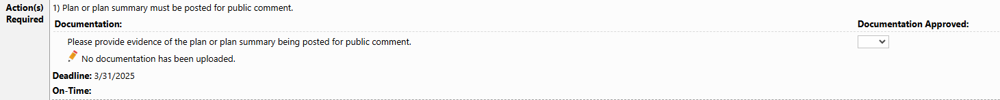 Action(s) Required
1) Plan or plan summary must be posted for public comment.
Documentation:
Documentation Approved:
Please provide evidence of the plan or plan summary being posted for public comment.
No documentation has been uploaded.
Deadline: 3/31/2025
On-Time: